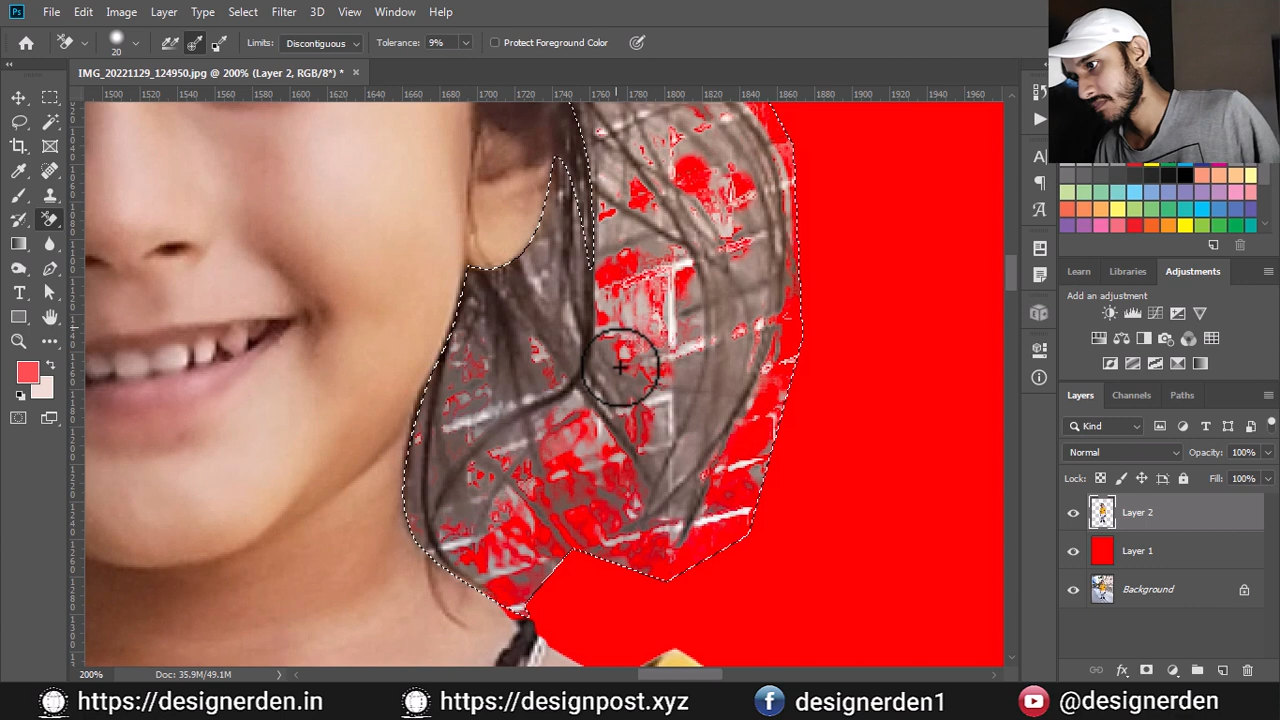 Ps File Edit Image Layer Type Select Filter 3D View Window Help
20 Limits: Discontiguous Tolerance: 9% Protect Foreground Color
IMG_20221129_124950.jpg @ 200% (Layer 2, RGB/8*) *
1500 1520 1540 1560 1580 1600 1620 1640 1660 1680 1700 1720 1740 1760 1780 1800 1820 1840 1860 1880 1900 1920 1940 1960
Learn Libraries Adjustments
Add an adjustment
Layers Channels Paths
Kind
Normal Opacity: 100%
Lock: Fill: 100%
Layer 2
Layer 1
Background
200% Doc: 35.9M/49.1M
https://designerden.in https://designpost.xyz designerden1 @designerden